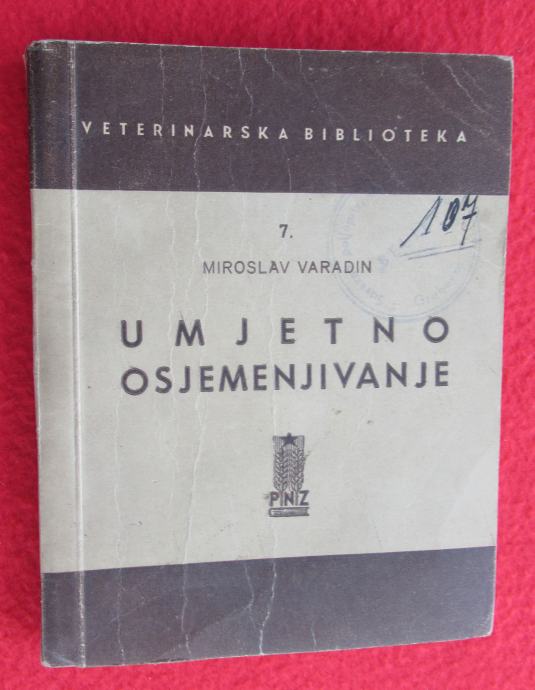 VETERINARSKA BIBLIOTEKA
107
7.
MIROSLAV VARADIN
UMJETNO
OSJEMENJIVANJE
PNZ